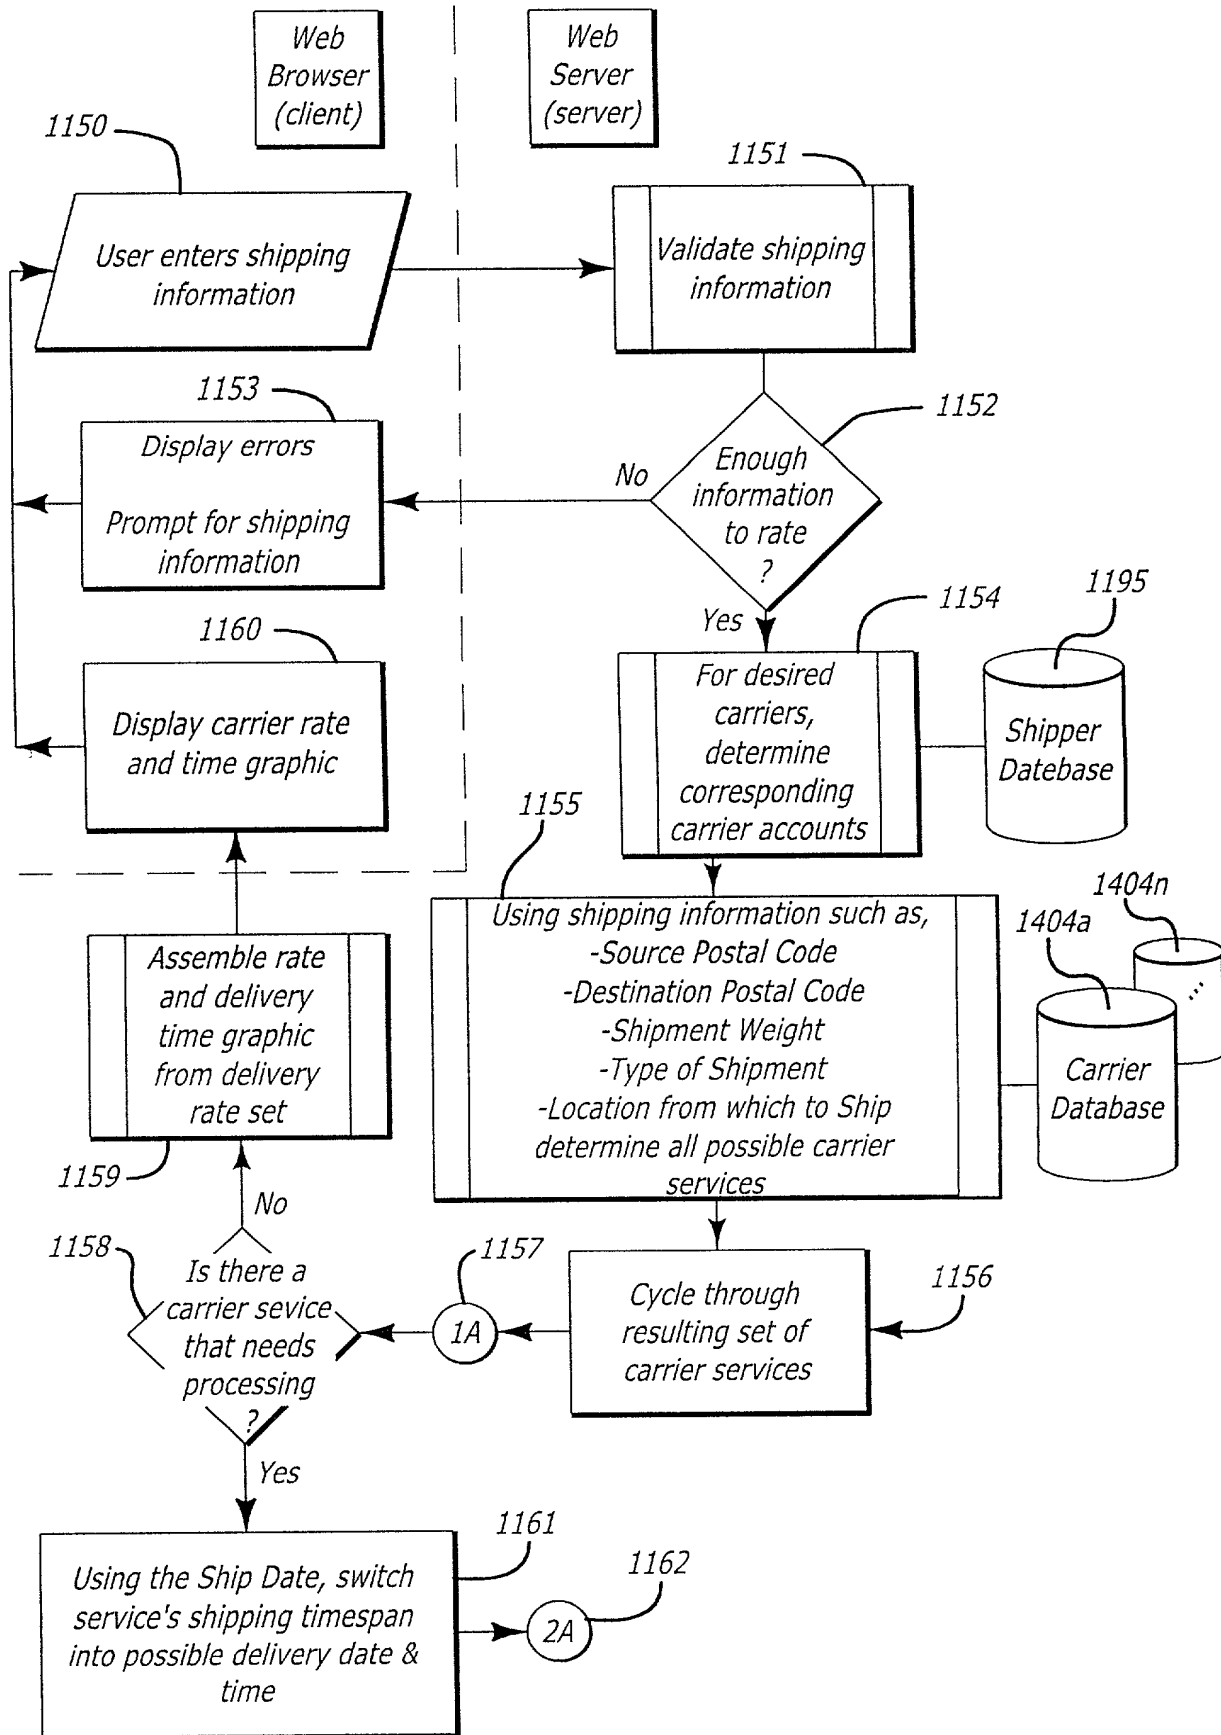 Web
Browser
(client)
Web
Server
(server)
1150
1151
User enters shipping
information
Validate shipping
information
1153
1152
Display errors
Prompt for shipping
information
No
Enough
information
to rate
?
Yes
1154
1195
1160
Display carrier rate
and time graphic
For desired
carriers,
determine
corresponding
carrier accounts
Shipper
Datebase
1155
1404n
1404a
Using shipping information such as,
-Source Postal Code
-Destination Postal Code
-Shipment Weight
-Type of Shipment
-Location from which to Ship
determine all possible carrier
services
Carrier
Database
Assemble rate
and delivery
time graphic
from delivery
rate set
1159
No
1158
Is there a
carrier sevice
that needs
processing
?
1157
1A
Cycle through
resulting set of
carrier services
1156
Yes
1161
1162
Using the Ship Date, switch
service's shipping timespan
into possible delivery date &
time
2A